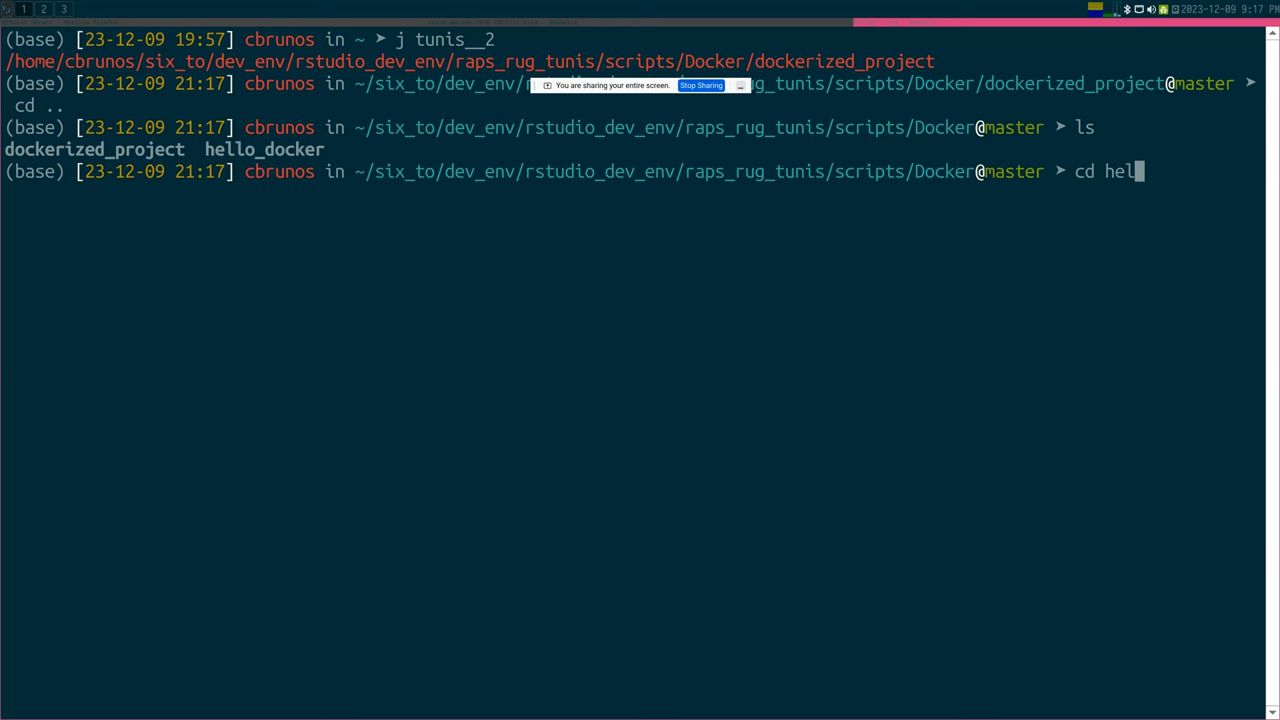 1 2 3 2023-12-09 9:17 PM
(base) [23-12-09 19:57] cbrunos in ~ ➤ j tunis__2
/home/cbrunos/six_to/dev_env/rstudio_dev_env/raps_rug_tunis/scripts/Docker/dockerized_project
(base) [23-12-09 21:17] cbrunos in ~/six_to/dev_env/ _tunis/scripts/Docker/dockerized_project@master ➤
You are sharing your entire screen. Stop Sharing
cd ..
(base) [23-12-09 21:17] cbrunos in ~/six_to/dev_env/rstudio_dev_env/raps_rug_tunis/scripts/Docker@master ➤ ls
dockerized_project hello_docker
(base) [23-12-09 21:17] cbrunos in ~/six_to/dev_env/rstudio_dev_env/raps_rug_tunis/scripts/Docker@master ➤ cd hel